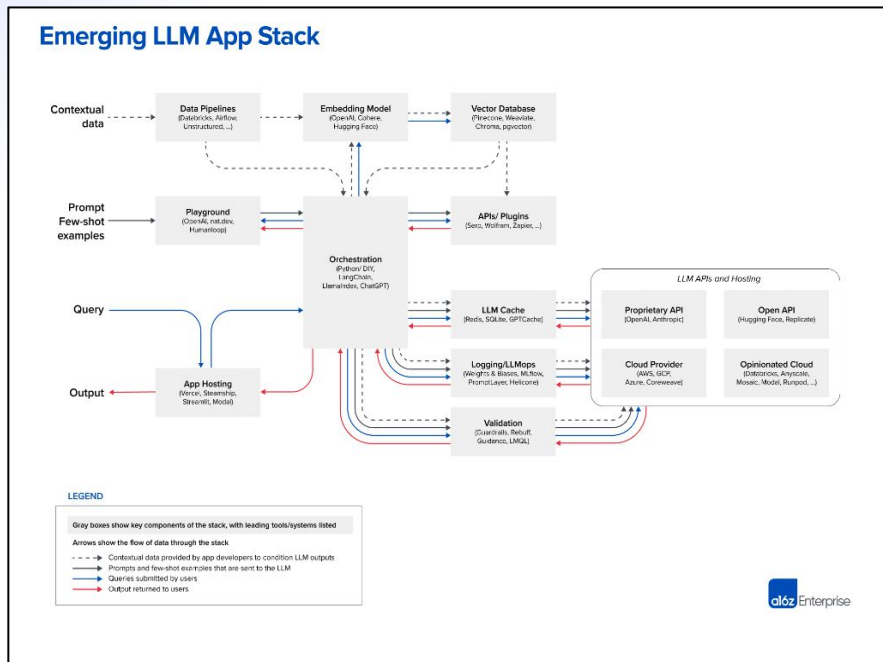 Emerging LLM App Stack
Contextual
data
Data Pipelines
(Databricks, Airflow,
Unstructured, ...)
Embedding Model
(OpenAI, Cohere,
Hugging Face)
Vector Database
(Pinecone, Weaviate,
Chroma, pgvector)
Prompt
Few-shot
examples
Playground
(OpenAI, nat.dev,
Humanloop)
Orchestration
(Python/ DIY,
LangChain,
LlamaIndex, ChatGPT)
APIs/ Plugins
(Serp, Wolfram, Zapier, ...)
Query
LLM Cache
(Redis, SQLite, GPTCache)
Logging/LLMops
(Weights & Biases, MLflow,
PromptLayer, Helicone)
Validation
(Guardrails, Rebuff,
Guidance, LMQL)
LLM APIs and Hosting
Proprietary API
(OpenAI, Anthropic)
Open API
(Hugging Face, Replicate)
Cloud Provider
(AWS, GCP,
Azure, Coreweave)
Opinionated Cloud
(Databricks, Anyscale,
Mosaic, Model, Runpod, ...)
Output
App Hosting
(Vercel, Steamship,
Streamlit, Modal)
LEGEND
Gray boxes show key components of the stack, with leading tools/systems listed
Arrows show the flow of data through the stack
Contextual data provided by app developers to condition LLM outputs
Prompts and few-shot examples that are sent to the LLM
Queries submitted by users
Output returned to users
a16z Enterprise